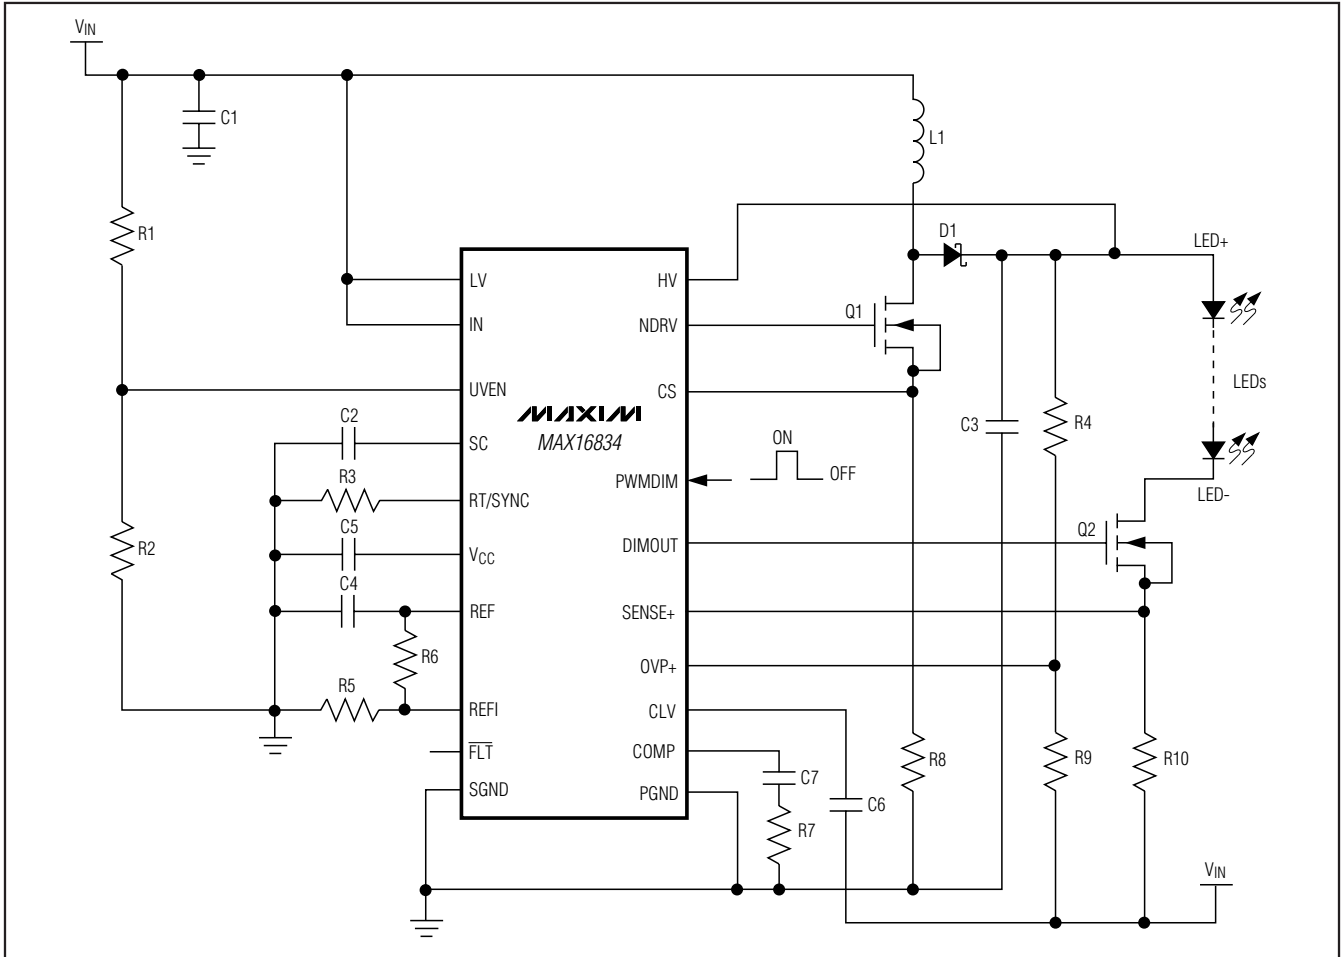 VIN
C1
L1
R1
D1
LED+
LV
HV
Q1
IN
NDRV
LEDs
UVEN
CS
C2
MAXIM
C3
R4
SC
MAX16834
ON
R3
PWMDIM
OFF
LED-
RT/SYNC
C5
Q2
R2
VCC
DIMOUT
C4
REF
SENSE+
R6
OVP+
R5
REFI
CLV
FLT
COMP
R8
R9
R10
C7
SGND
PGND
C6
R7
VIN